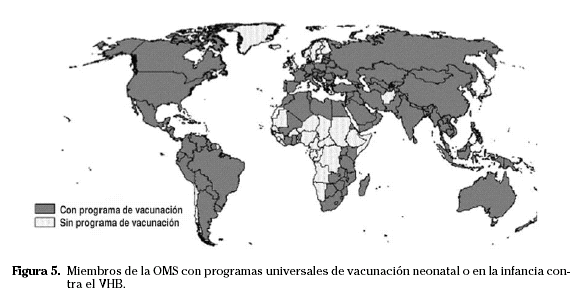 Con programa de vacunación
Sin programa de vacunación
Figura 5. Miembros de la OMS con programas universales de vacunación neonatal o en la infancia con-
tra el VHB.